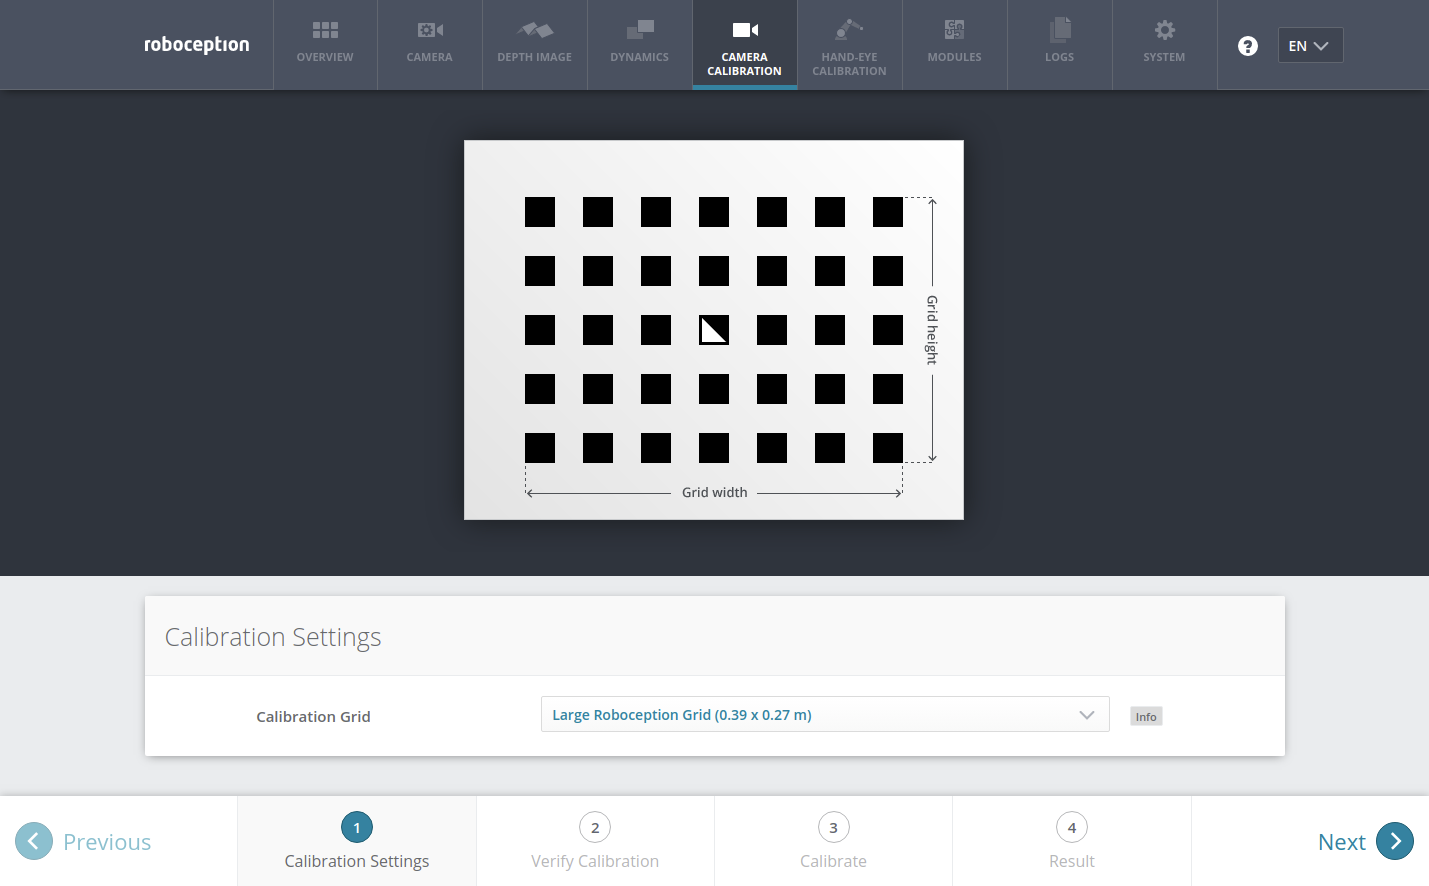 roboception
OVERVIEW
CAMERA
DEPTH IMAGE
DYNAMICS
CAMERA
CALIBRATION
HAND-EYE
CALIBRATION
MODULES
LOGS
SYSTEM
?
EN
Grid height
Grid width
Calibration Settings
Calibration Grid
Large Roboception Grid (0.39 x 0.27 m)
Info
Previous
1
Calibration Settings
2
Verify Calibration
3
Calibrate
4
Result
Next